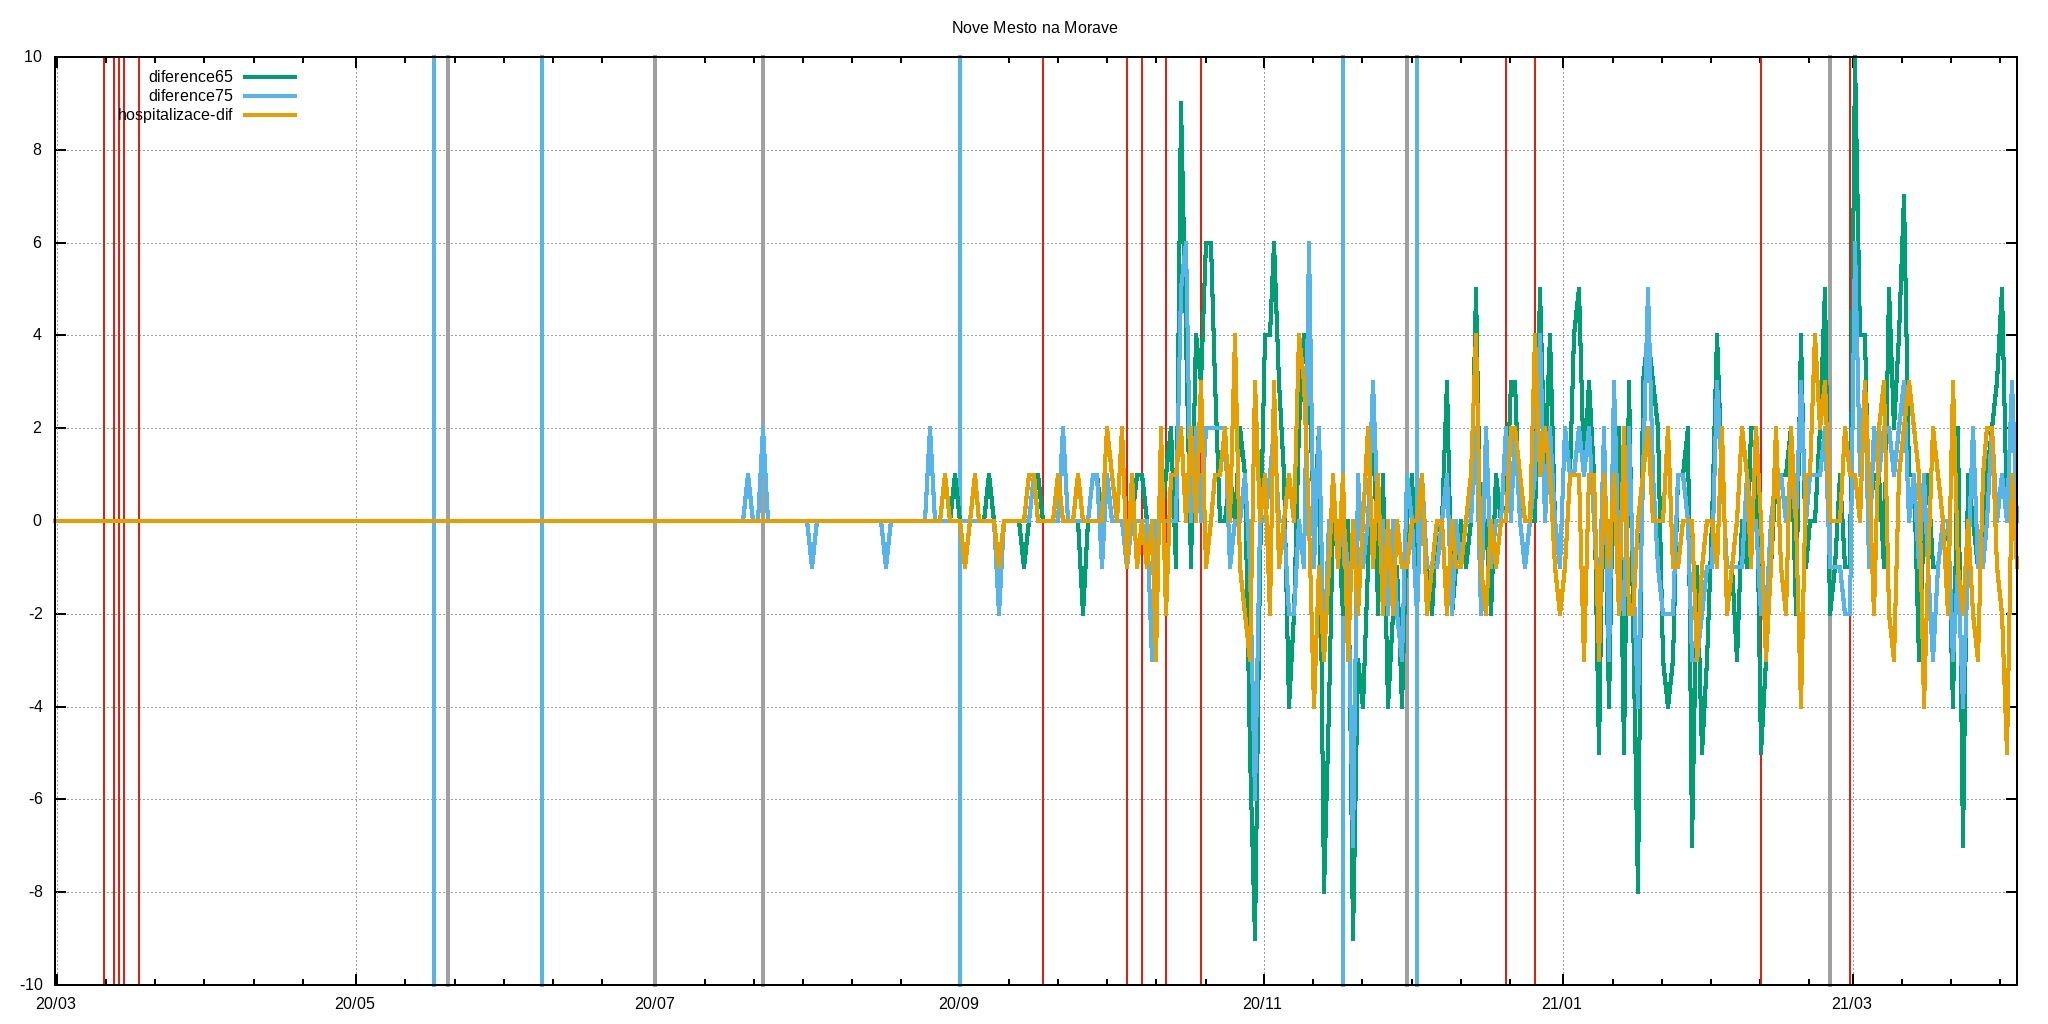 Nove Mesto na Morave
10
8
6
4
2
0
-2
-4
-6
-8
-10
diference65
diference75
hospitalizace-dif
20/03 20/05 20/07 20/09 20/11 21/01 21/03